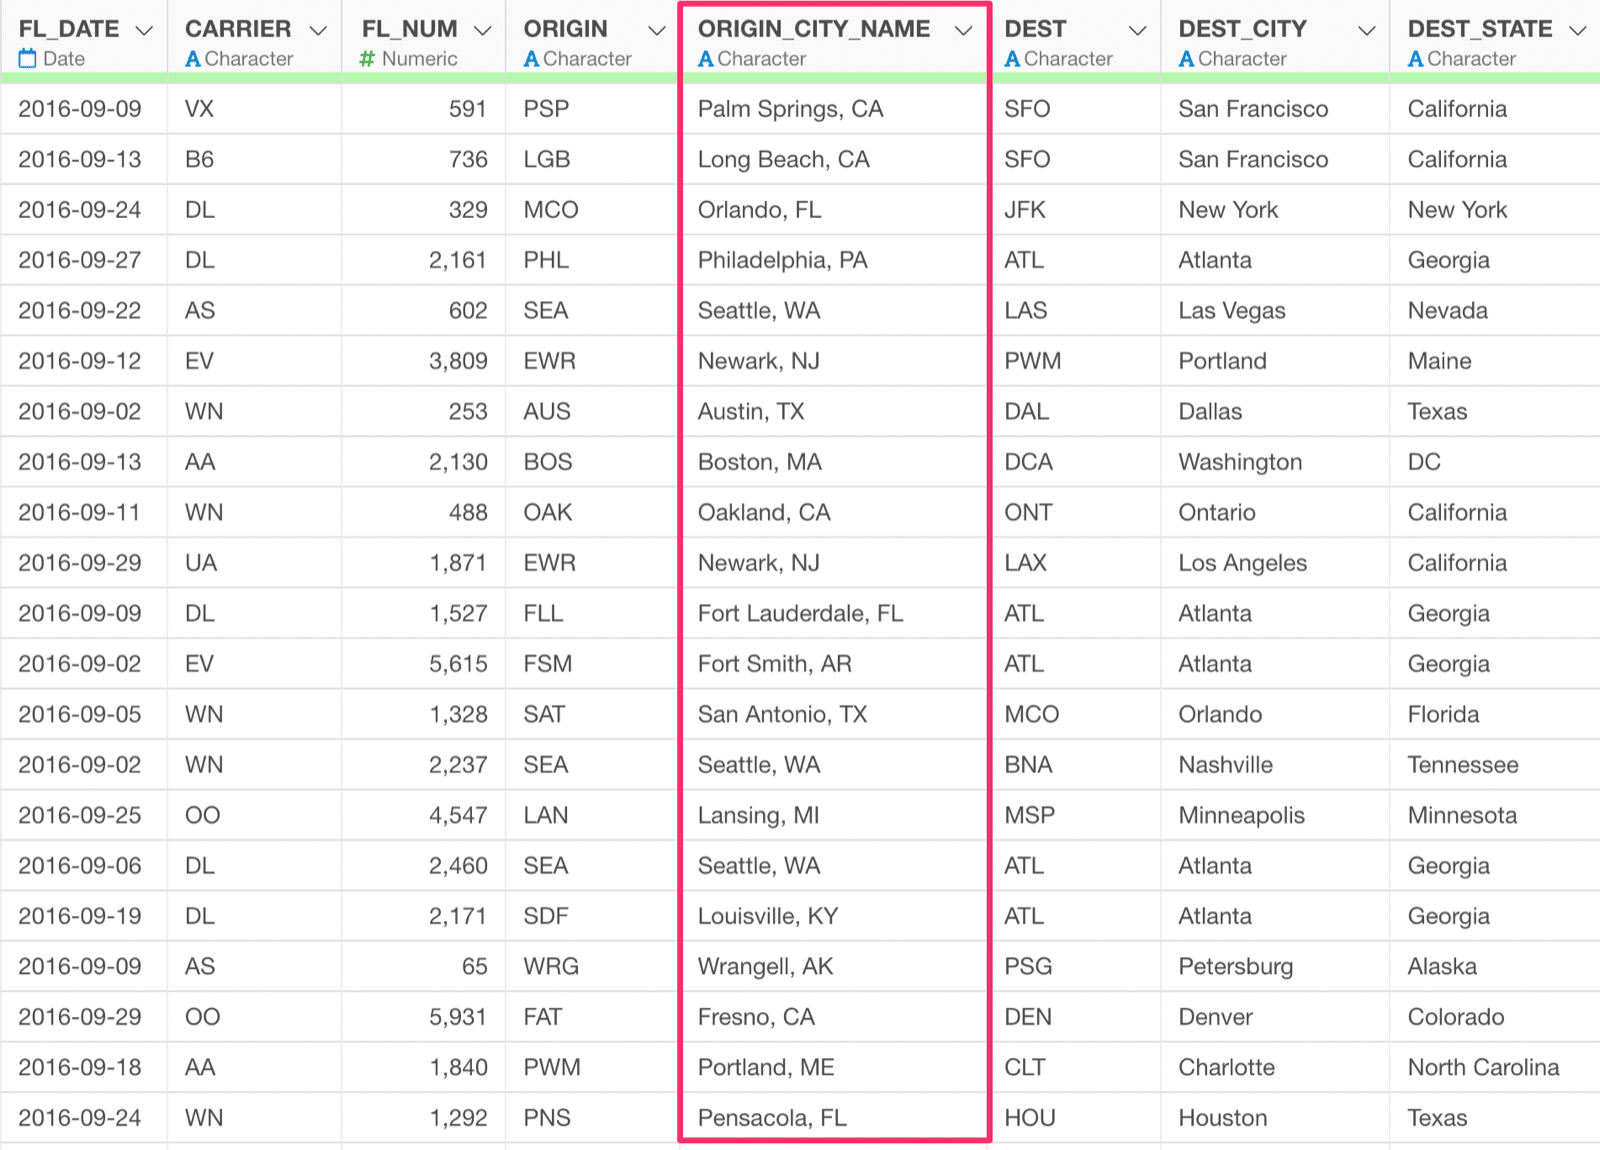 FL_DATE CARRIER FL_NUM ORIGIN ORIGIN_CITY_NAME DEST DEST_CITY DEST_STATE
Date A Character # Numeric A Character A Character A Character A Character A Character
2016-09-09 VX 591 PSP Palm Springs, CA SFO San Francisco California
2016-09-13 B6 736 LGB Long Beach, CA SFO San Francisco California
2016-09-24 DL 329 MCO Orlando, FL JFK New York New York
2016-09-27 DL 2,161 PHL Philadelphia, PA ATL Atlanta Georgia
2016-09-22 AS 602 SEA Seattle, WA LAS Las Vegas Nevada
2016-09-12 EV 3,809 EWR Newark, NJ PWM Portland Maine
2016-09-02 WN 253 AUS Austin, TX DAL Dallas Texas
2016-09-13 AA 2,130 BOS Boston, MA DCA Washington DC
2016-09-11 WN 488 OAK Oakland, CA ONT Ontario California
2016-09-29 UA 1,871 EWR Newark, NJ LAX Los Angeles California
2016-09-09 DL 1,527 FLL Fort Lauderdale, FL ATL Atlanta Georgia
2016-09-02 EV 5,615 FSM Fort Smith, AR ATL Atlanta Georgia
2016-09-05 WN 1,328 SAT San Antonio, TX MCO Orlando Florida
2016-09-02 WN 2,237 SEA Seattle, WA BNA Nashville Tennessee
2016-09-25 OO 4,547 LAN Lansing, MI MSP Minneapolis Minnesota
2016-09-06 DL 2,460 SEA Seattle, WA ATL Atlanta Georgia
2016-09-19 DL 2,171 SDF Louisville, KY ATL Atlanta Georgia
2016-09-09 AS 65 WRG Wrangell, AK PSG Petersburg Alaska
2016-09-29 OO 5,931 FAT Fresno, CA DEN Denver Colorado
2016-09-18 AA 1,840 PWM Portland, ME CLT Charlotte North Carolina
2016-09-24 WN 1,292 PNS Pensacola, FL HOU Houston Texas